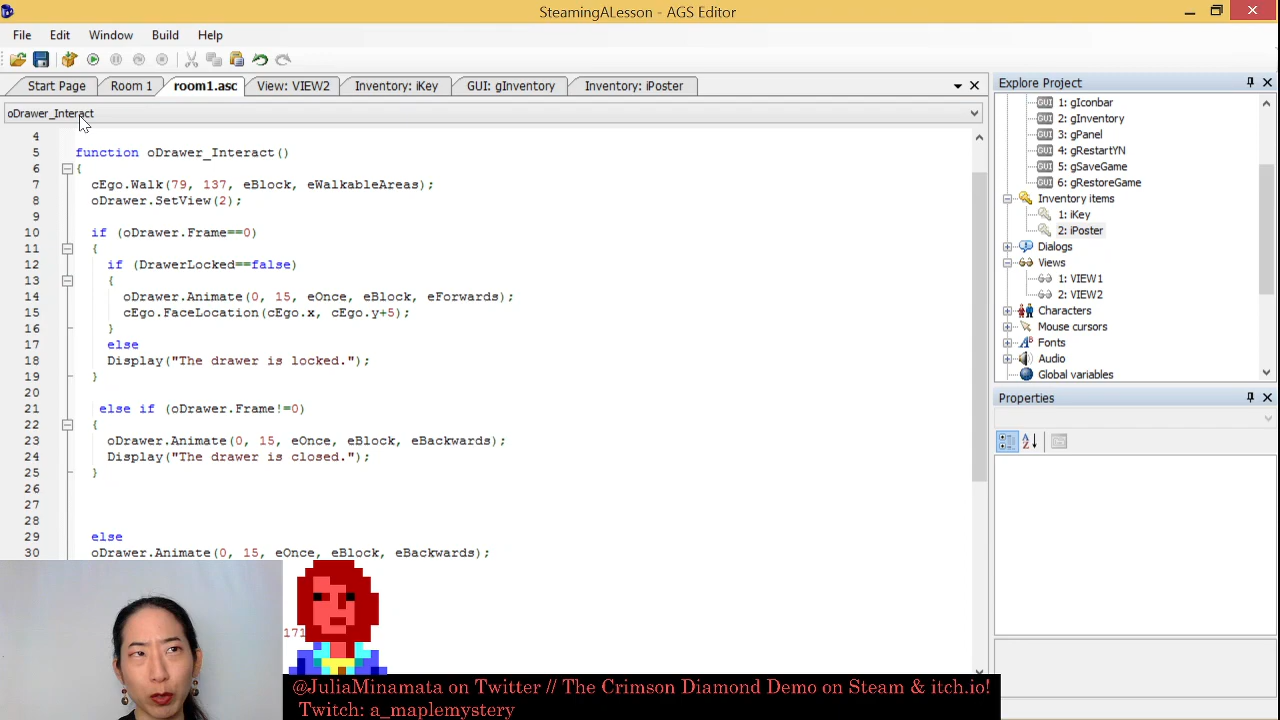 SteamingALesson - AGS Editor
File Edit Window Build Help
Start Page Room 1 room1.asc View: VIEW2 Inventory: iKey GUI: gInventory Inventory: iPoster
oDrawer_Interact
4
5 function oDrawer_Interact()
6 {
7 cEgo.Walk(79, 137, eBlock, eWalkableAreas);
8 oDrawer.SetView(2);
9
10 if (oDrawer.Frame==0)
11 {
12 if (DrawerLocked==false)
13 {
14 oDrawer.Animate(0, 15, eOnce, eBlock, eForwards);
15 cEgo.FaceLocation(cEgo.x, cEgo.y+5);
16 }
17 else
18 Display("The drawer is locked.");
19 }
20
21 else if (oDrawer.Frame!=0)
22 {
23 oDrawer.Animate(0, 15, eOnce, eBlock, eBackwards);
24 Display("The drawer is closed.");
25 }
26
27
28
29 else
30 oDrawer.Animate(0, 15, eOnce, eBlock, eBackwards);
171
Explore Project
GUI 1: gIconbar
GUI 2: gInventory
GUI 3: gPanel
GUI 4: gRestartYN
GUI 5: gSaveGame
GUI 6: gRestoreGame
Inventory items
1: iKey
2: iPoster
Dialogs
Views
1: VIEW1
2: VIEW2
Characters
Mouse cursors
Fonts
Audio
Global variables
Properties
@JuliaMinamata on Twitter // The Crimson Diamond Demo on Steam & itch.io!
Twitch: a_maplemystery